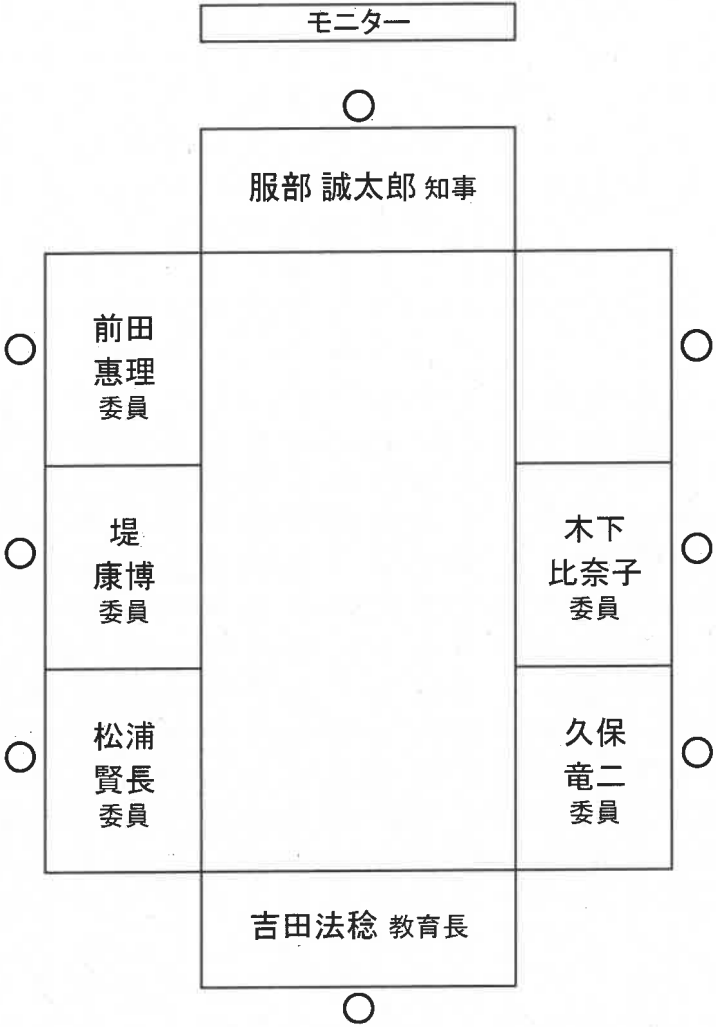 モニター
服部 誠太郎 知事
前田
惠理
委員
堤
康博
委員
木下
比奈子
委員
松浦
賢長
委員
久保
竜二
委員
吉田法稔 教育長